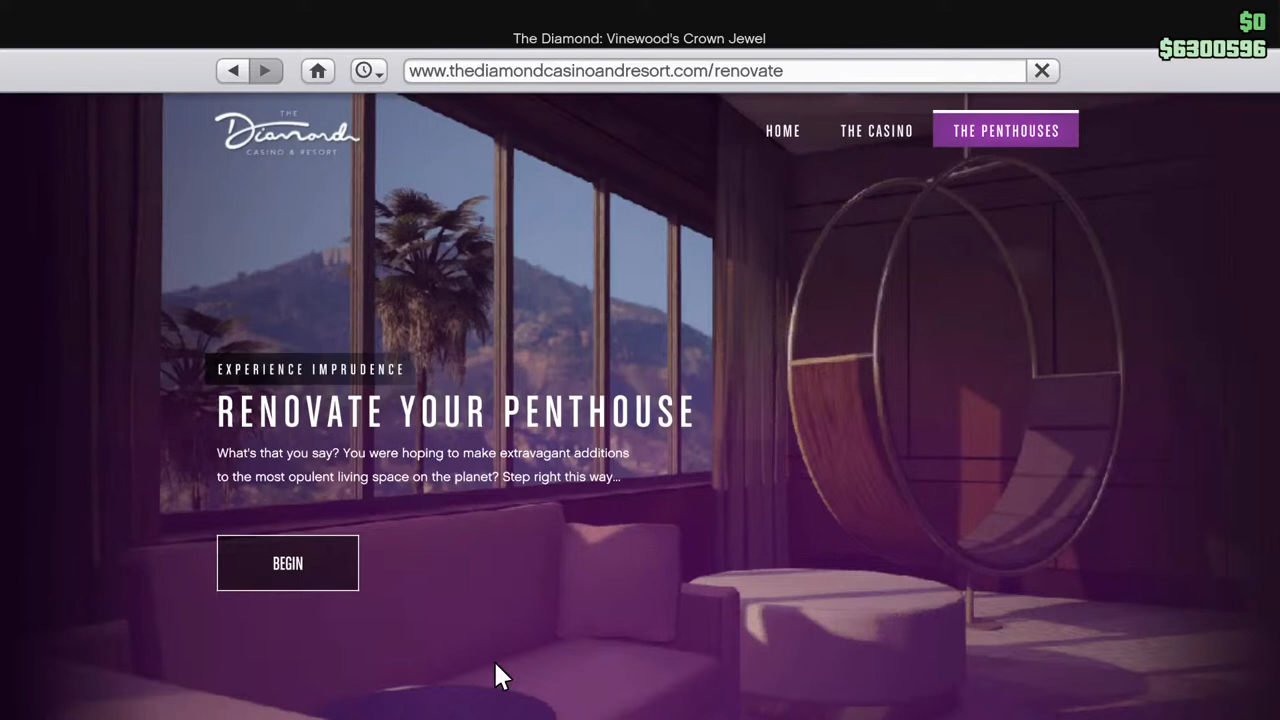 $0
The Diamond: Vinewood's Crown Jewel
$6300596
www.thediamondcasinoandresort.com/renovate
THE
Diamond
CASINO & RESORT
HOME
THE CASINO
THE PENTHOUSES
EXPERIENCE IMPRUDENCE
RENOVATE YOUR PENTHOUSE
What's that you say? You were hoping to make extravagant additions
to the most opulent living space on the planet? Step right this way...
BEGIN